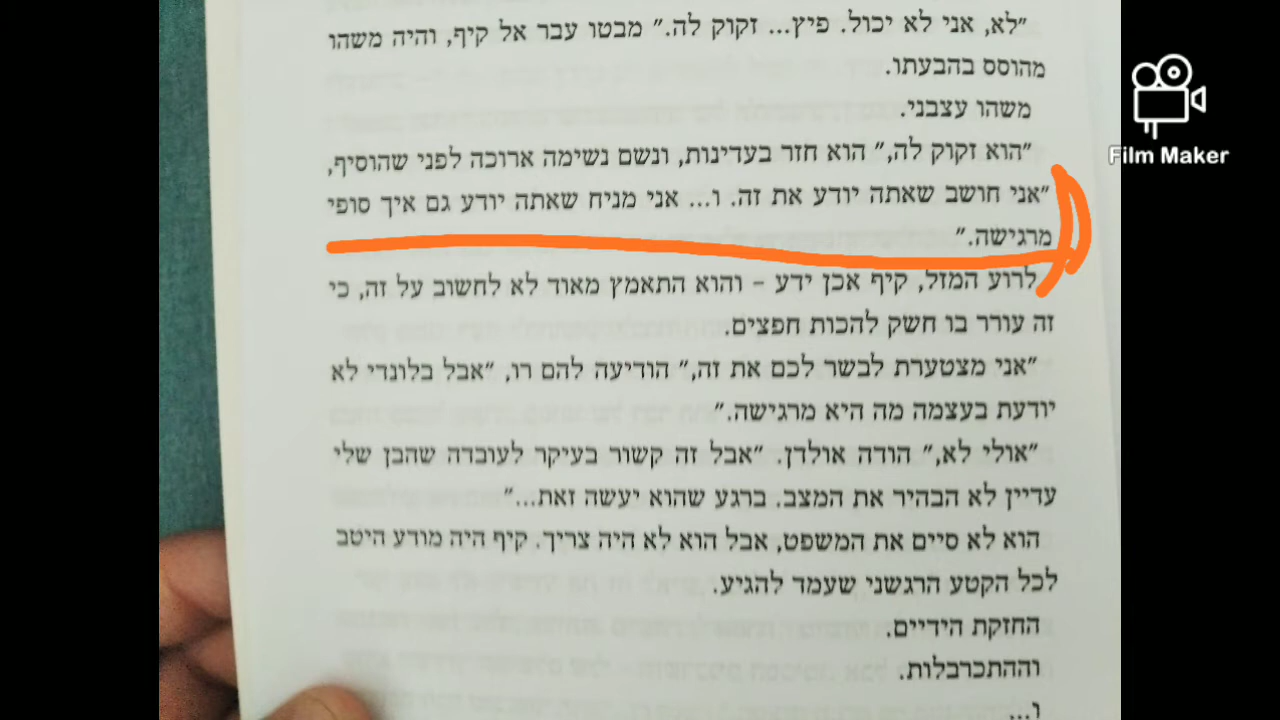 "לא, אני לא יכול. פיץ... זקוק לה." מבטו עבר אל קיף, והיה משהו
מהוסס בהבעתו.
משהו עצבני.
"הוא זקוק לה," הוא חזר בעדינות, ונשם נשימה ארוכה לפני שהוסיף,
"אני חושב שאתה יודע את זה. ו... אני מניח שאתה יודע גם איך סופי
מרגישה."
לרוע המזל, קיף אכן ידע – והוא התאמץ מאוד לא לחשוב על זה, כי
זה עורר בו חשק להכות חפצים.
"אני מצטערת לבשר לכם את זה," הודיעה להם רו, "אבל בלונדי לא
יודעת בעצמה מה היא מרגישה."
"אולי לא," הודה אולדן. "אבל זה קשור בעיקר לעובדה שהבן שלי
עדיין לא הבהיר את המצב. ברגע שהוא יעשה זאת..."
הוא לא סיים את המשפט, אבל הוא לא היה צריך. קיף היה מודע היטב
לכל הקטע הרגשני שעמד להגיע.
החזקת הידיים.
וההתכרבלות.
ו...
Film Maker